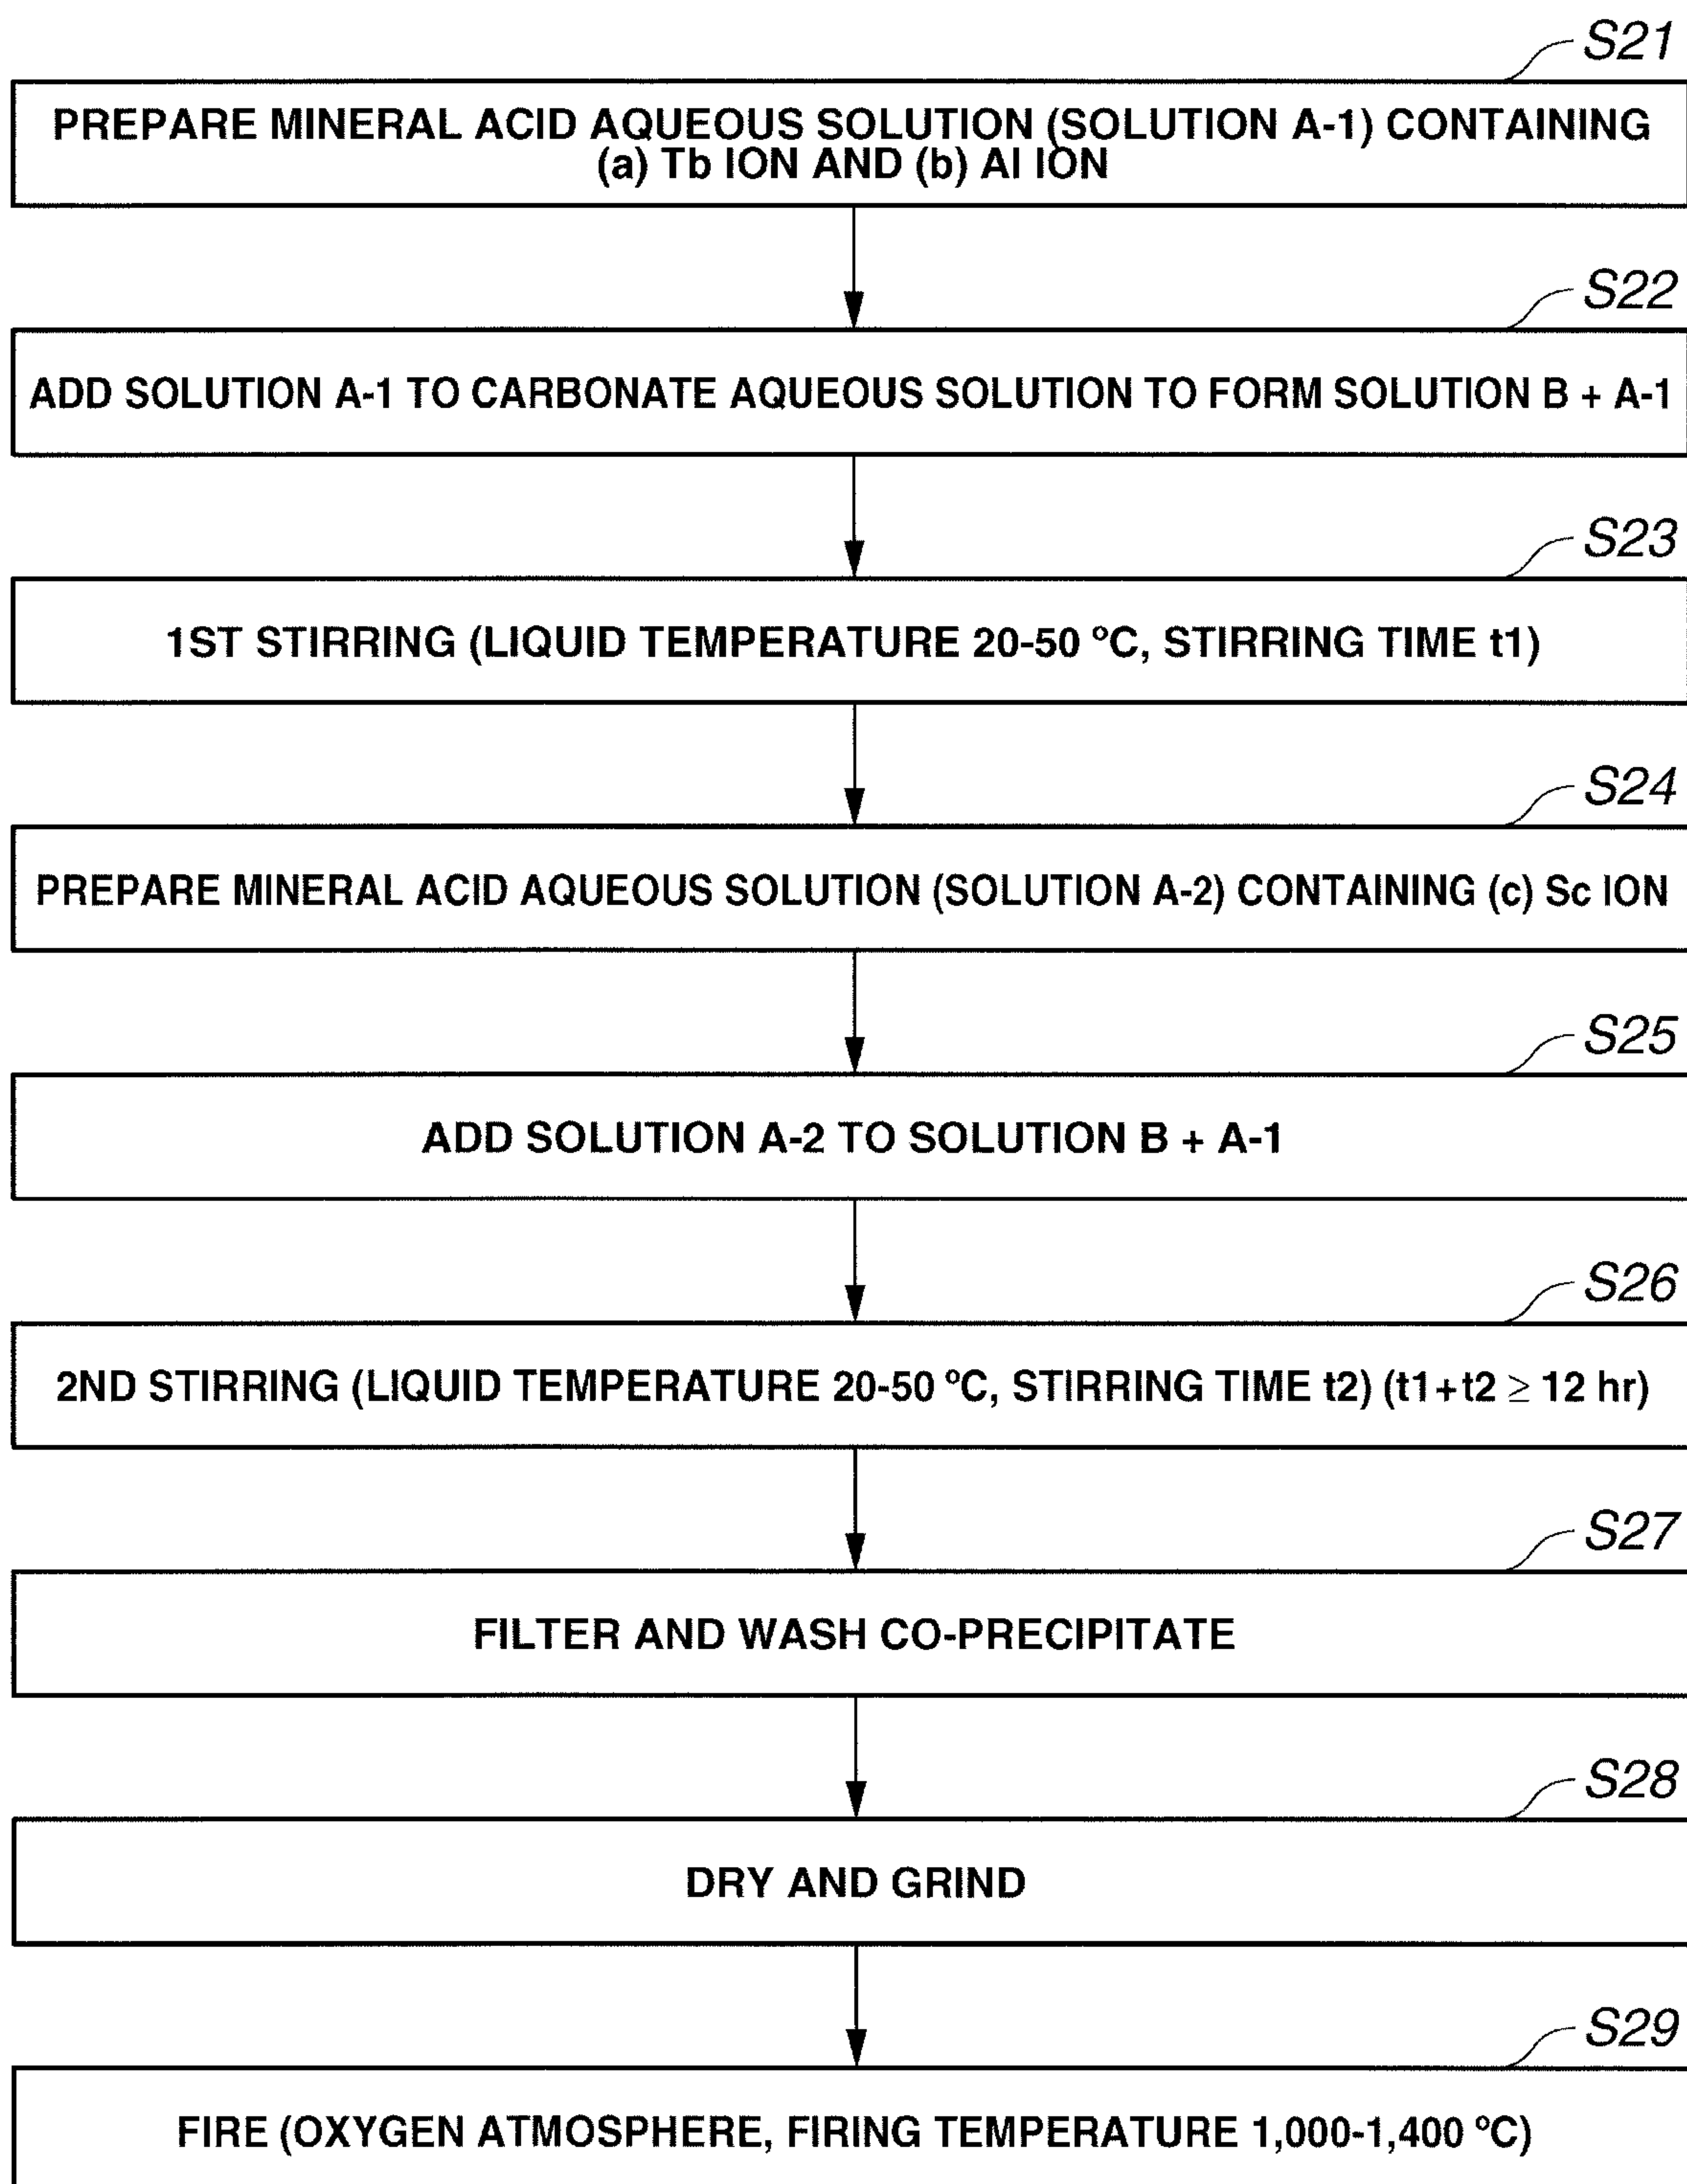 S21
PREPARE MINERAL ACID AQUEOUS SOLUTION (SOLUTION A-1) CONTAINING
(a) Tb ION AND (b) Al ION
S22
ADD SOLUTION A-1 TO CARBONATE AQUEOUS SOLUTION TO FORM SOLUTION B + A-1
S23
1ST STIRRING (LIQUID TEMPERATURE 20-50 °C, STIRRING TIME t1)
S24
PREPARE MINERAL ACID AQUEOUS SOLUTION (SOLUTION A-2) CONTAINING (c) Sc ION
S25
ADD SOLUTION A-2 TO SOLUTION B + A-1
S26
2ND STIRRING (LIQUID TEMPERATURE 20-50 °C, STIRRING TIME t2) (t1+t2 ≥ 12 hr)
S27
FILTER AND WASH CO-PRECIPITATE
S28
DRY AND GRIND
S29
FIRE (OXYGEN ATMOSPHERE, FIRING TEMPERATURE 1,000-1,400 °C)